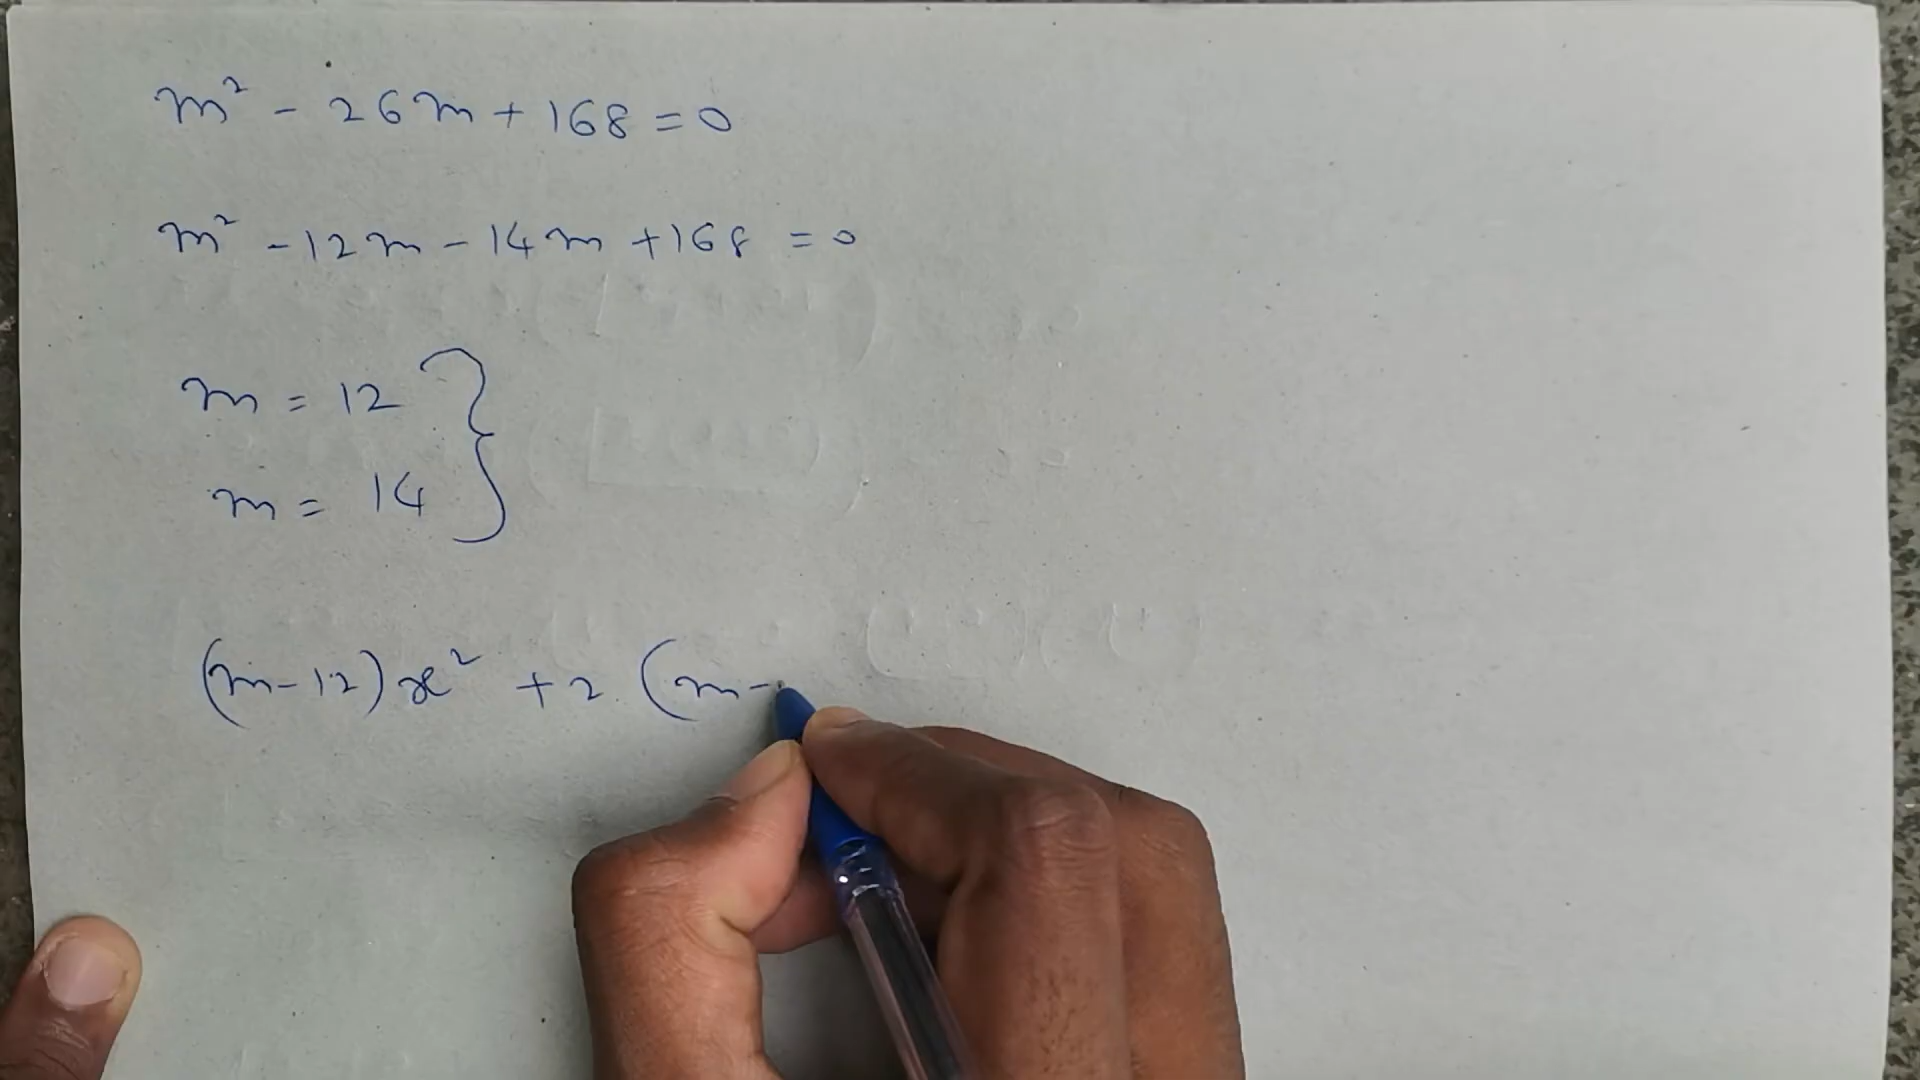 m² - 26m + 168 = 0
m² - 12m - 14m + 168 = 0
m = 12 }
m = 14
(m - 12)x² + 2 (m -